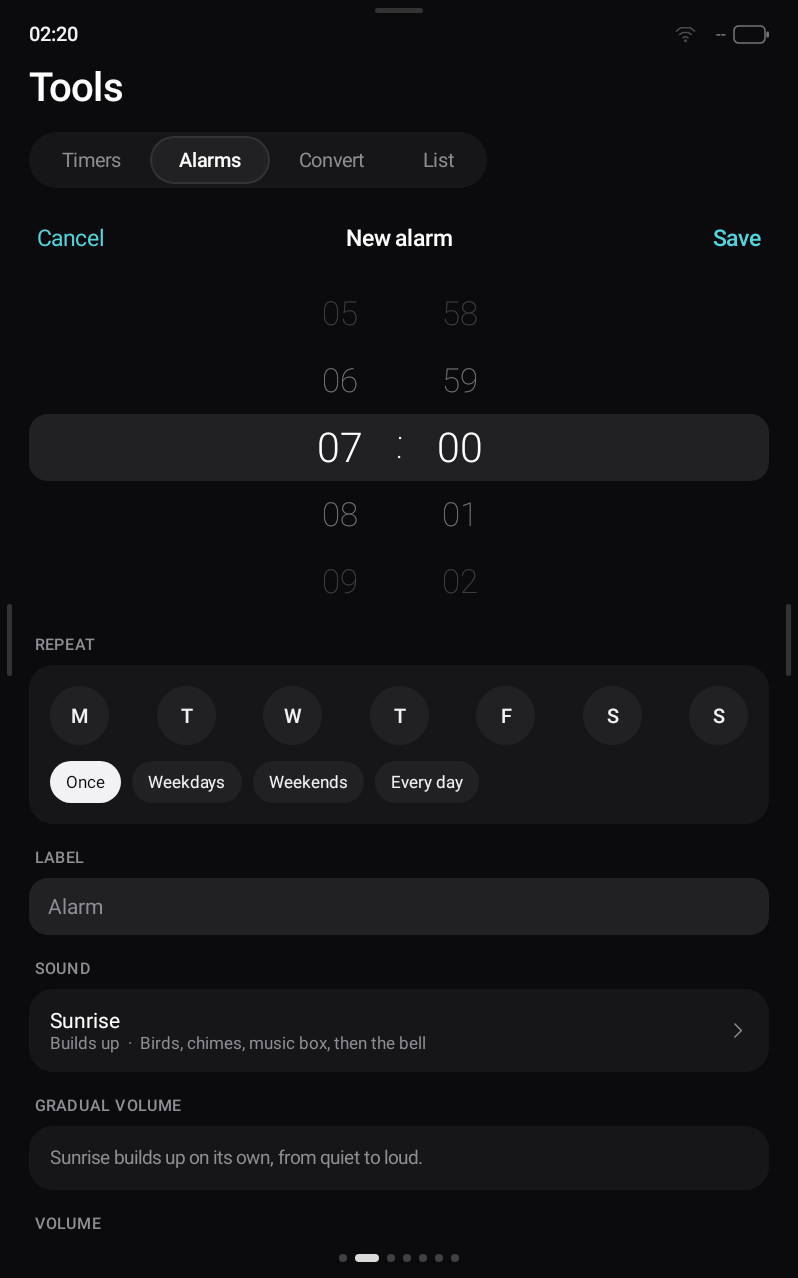 02:20
--
Tools
Timers Alarms Convert List
Cancel New alarm Save
05 58
06 59
07 : 00
08 01
09 02
REPEAT
M T W T F S S
Once Weekdays Weekends Every day
LABEL
Alarm
SOUND
Sunrise
Builds up · Birds, chimes, music box, then the bell
GRADUAL VOLUME
Sunrise builds up on its own, from quiet to loud.
VOLUME